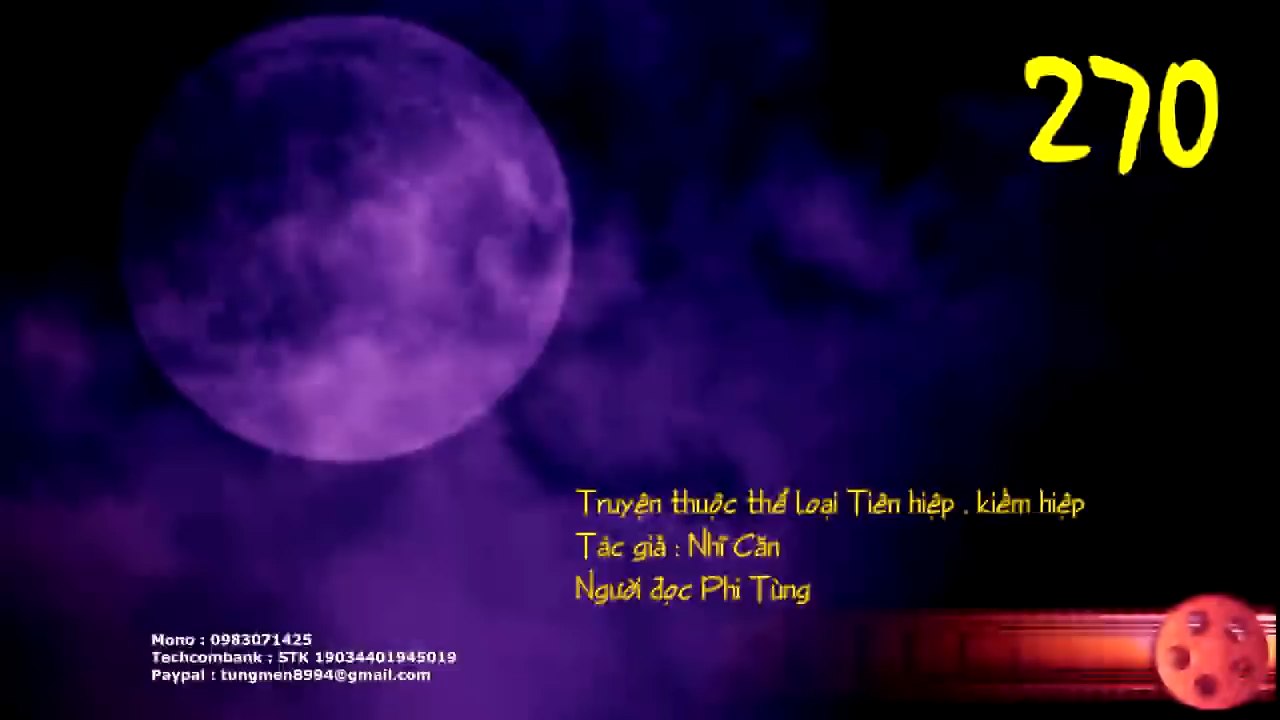 270
Truyện thuộc thể loại Tiên hiệp . kiếm hiệp
Tác giả : Nhĩ Căn
Người đọc Phi Tùng
Mono : 0983071425
Techcombank : STK 19034401945019
Paypal : tungmen8994@gmail.com